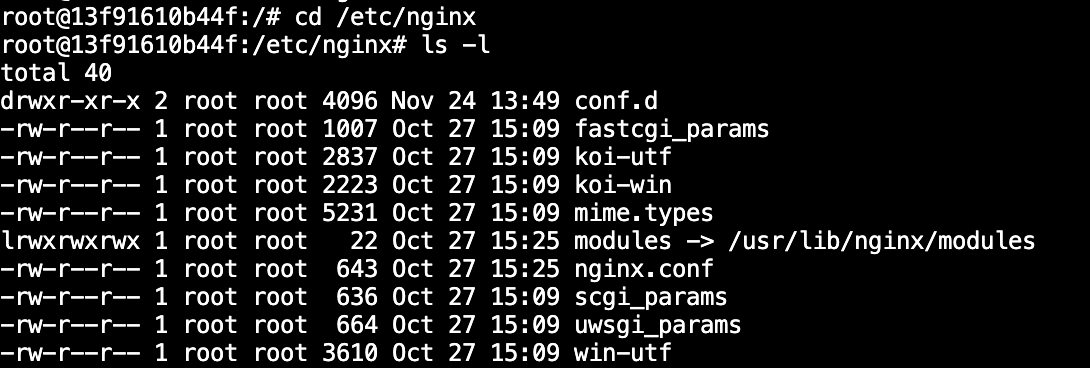 root@13f91610b44f:/# cd /etc/nginx
root@13f91610b44f:/etc/nginx# ls -l
total 40
drwxr-xr-x 2 root root 4096 Nov 24 13:49 conf.d
-rw-r--r-- 1 root root 1007 Oct 27 15:09 fastcgi_params
-rw-r--r-- 1 root root 2837 Oct 27 15:09 koi-utf
-rw-r--r-- 1 root root 2223 Oct 27 15:09 koi-win
-rw-r--r-- 1 root root 5231 Oct 27 15:09 mime.types
lrwxrwxrwx 1 root root   22 Oct 27 15:25 modules -> /usr/lib/nginx/modules
-rw-r--r-- 1 root root  643 Oct 27 15:25 nginx.conf
-rw-r--r-- 1 root root  636 Oct 27 15:09 scgi_params
-rw-r--r-- 1 root root  664 Oct 27 15:09 uwsgi_params
-rw-r--r-- 1 root root 3610 Oct 27 15:09 win-utf